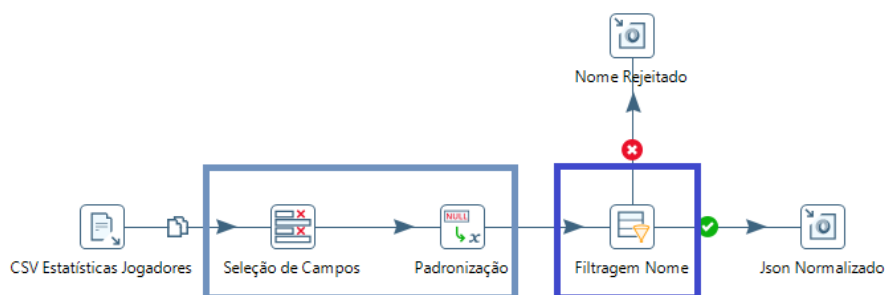 Nome Rejeitado
NULL
x
CSV Estatísticas Jogadores
Seleção de Campos
Padronização
Filtragem Nome
Json Normalizado